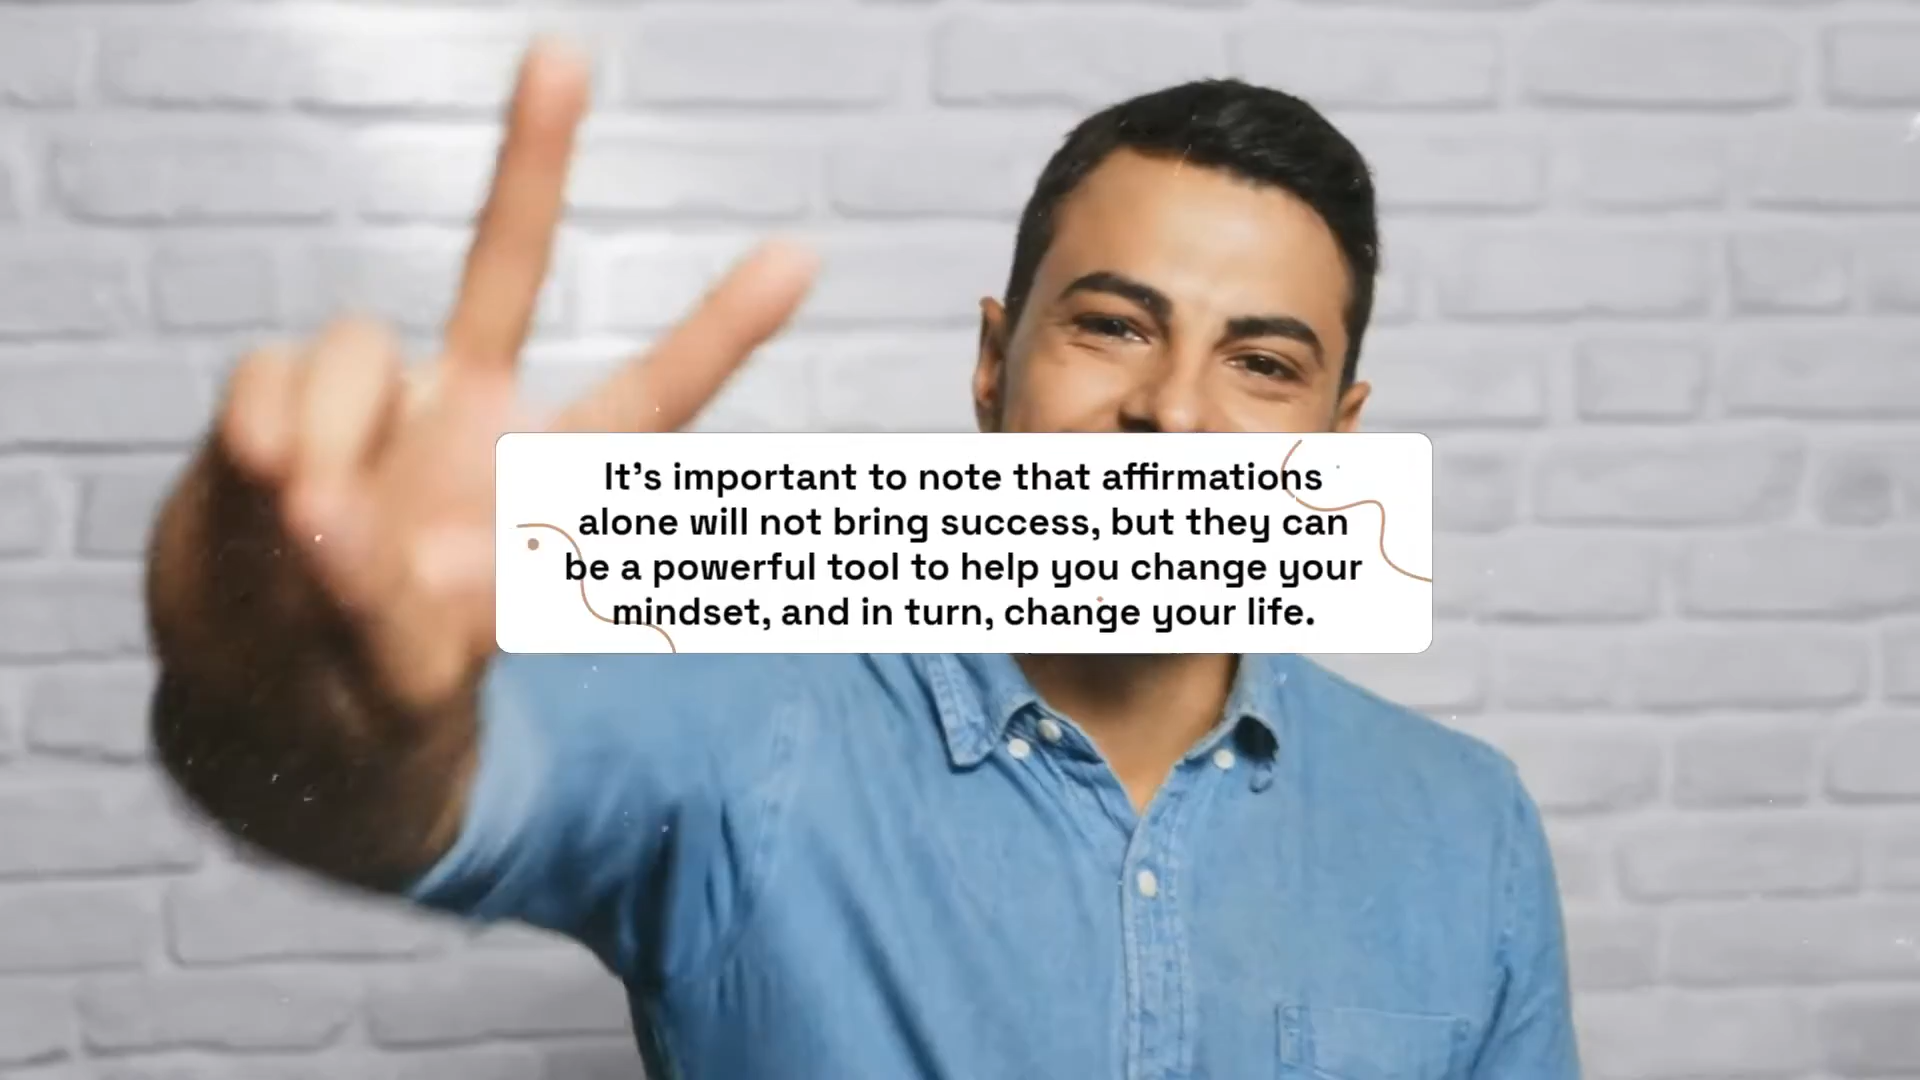 It's important to note that affirmations
alone will not bring success, but they can
be a powerful tool to help you change your
mindset, and in turn, change your life.